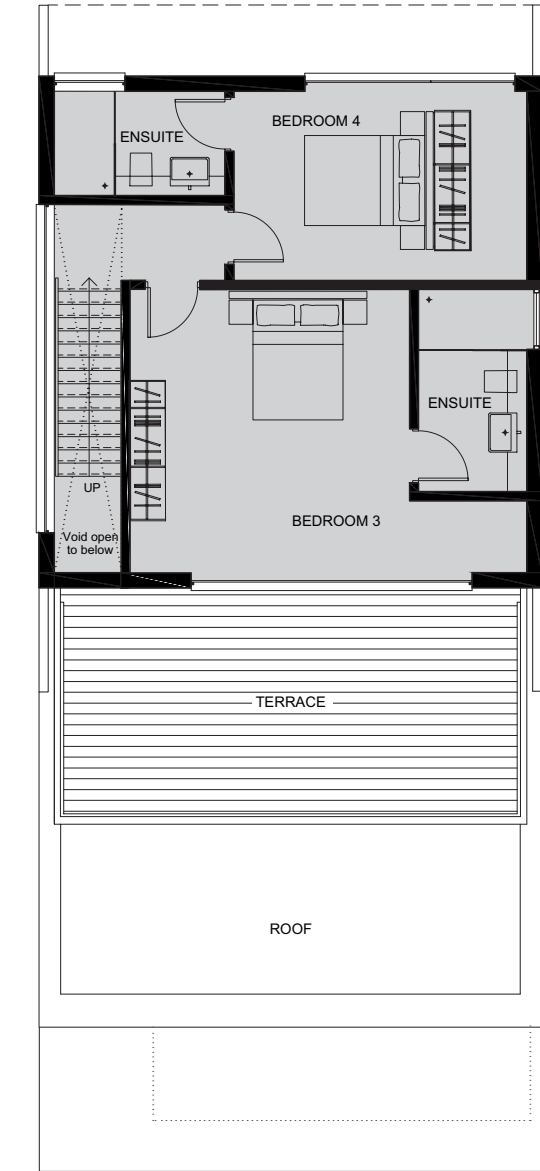 ENSUITE
BEDROOM 4
ENSUITE
UP
BEDROOM 3
Void open
to below
TERRACE
ROOF